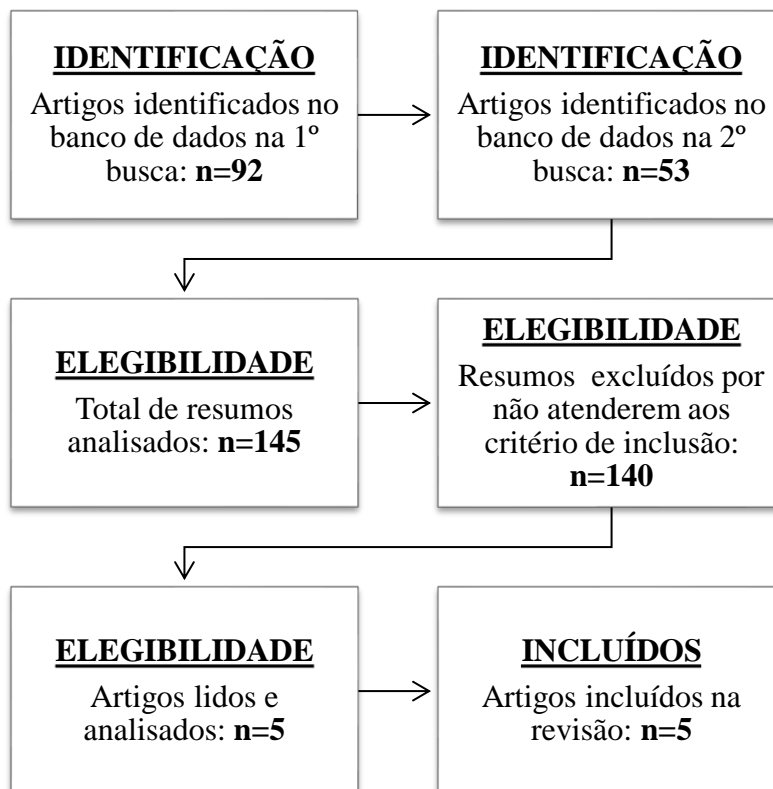 IDENTIFICAÇÃO
Artigos identificados no
banco de dados na 1º
busca: n=92
IDENTIFICAÇÃO
Artigos identificados no
banco de dados na 2º
busca: n=53
ELEGIBILIDADE
Total de resumos
analisados: n=145
ELEGIBILIDADE
Resumos excluídos por
não atenderem aos
critério de inclusão:
n=140
ELEGIBILIDADE
Artigos lidos e
analisados: n=5
INCLUÍDOS
Artigos incluídos na
revisão: n=5